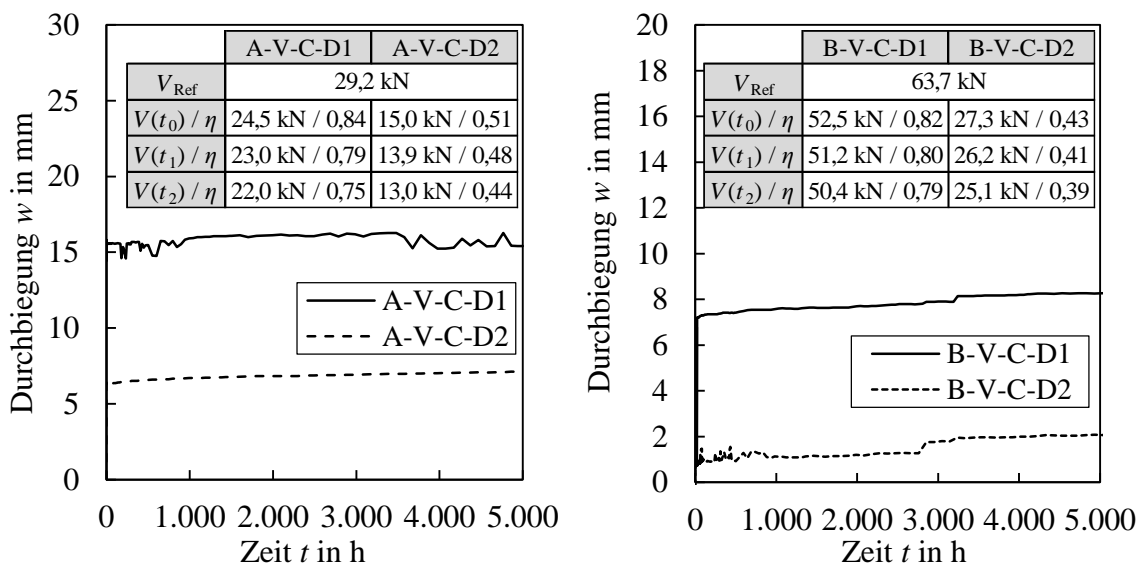 Durchbiegung w in mm
30
25
20
15
10
5
0
A-V-C-D1 A-V-C-D2
V_Ref 29,2 kN
V(t_0) / η 24,5 kN / 0,84 15,0 kN / 0,51
V(t_1) / η 23,0 kN / 0,79 13,9 kN / 0,48
V(t_2) / η 22,0 kN / 0,75 13,0 kN / 0,44
A-V-C-D1
A-V-C-D2
0 1.000 2.000 3.000 4.000 5.000
Zeit t in h
Durchbiegung w in mm
20
18
16
14
12
10
8
6
4
2
0
B-V-C-D1 B-V-C-D2
V_Ref 63,7 kN
V(t_0) / η 52,5 kN / 0,82 27,3 kN / 0,43
V(t_1) / η 51,2 kN / 0,80 26,2 kN / 0,41
V(t_2) / η 50,4 kN / 0,79 25,1 kN / 0,39
B-V-C-D1
B-V-C-D2
0 1.000 2.000 3.000 4.000 5.000
Zeit t in h